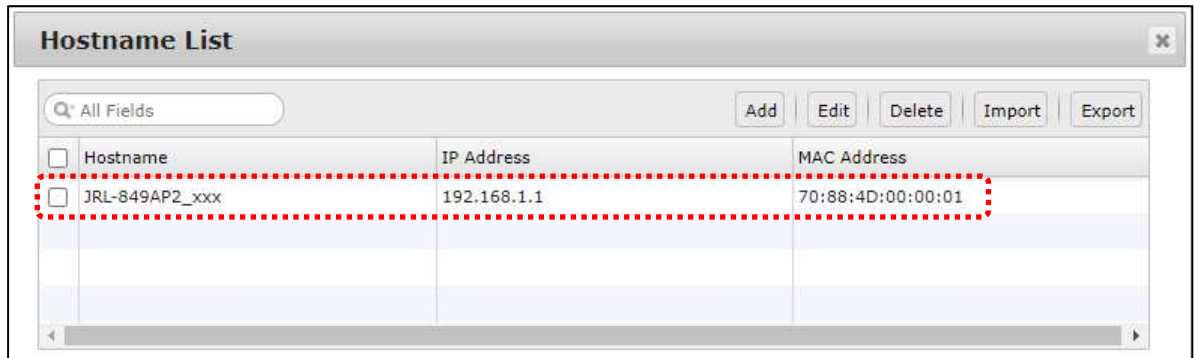 Hostname List
All Fields
Add Edit Delete Import Export
Hostname IP Address MAC Address
JRL-849AP2_xxx 192.168.1.1 70:88:4D:00:00:01